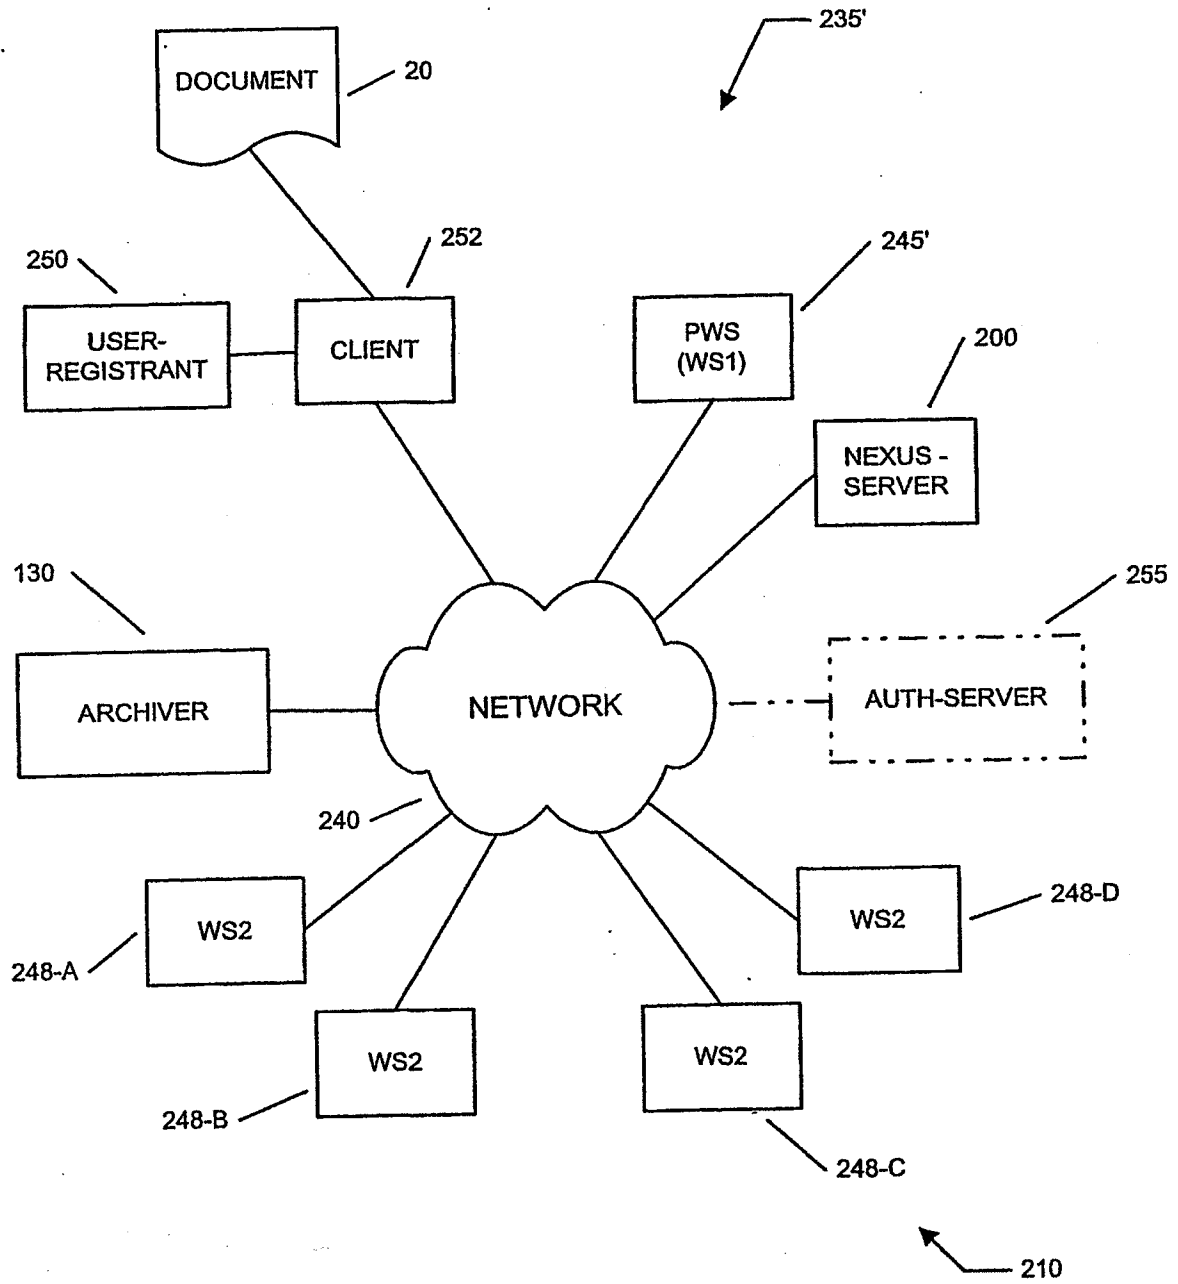 235'
DOCUMENT
20
252
245'
250
USER-
REGISTRANT
CLIENT
PWS
(WS1)
200
NEXUS -
SERVER
130
255
ARCHIVER
NETWORK
AUTH-SERVER
240
WS2
248-A
WS2
248-D
WS2
248-B
WS2
248-C
210